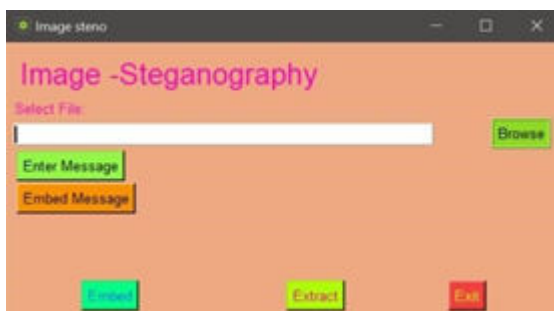 Image steno
Image -Steganography
Select File:
Browse
Enter Message
Embed Message
Embed Extract Exit